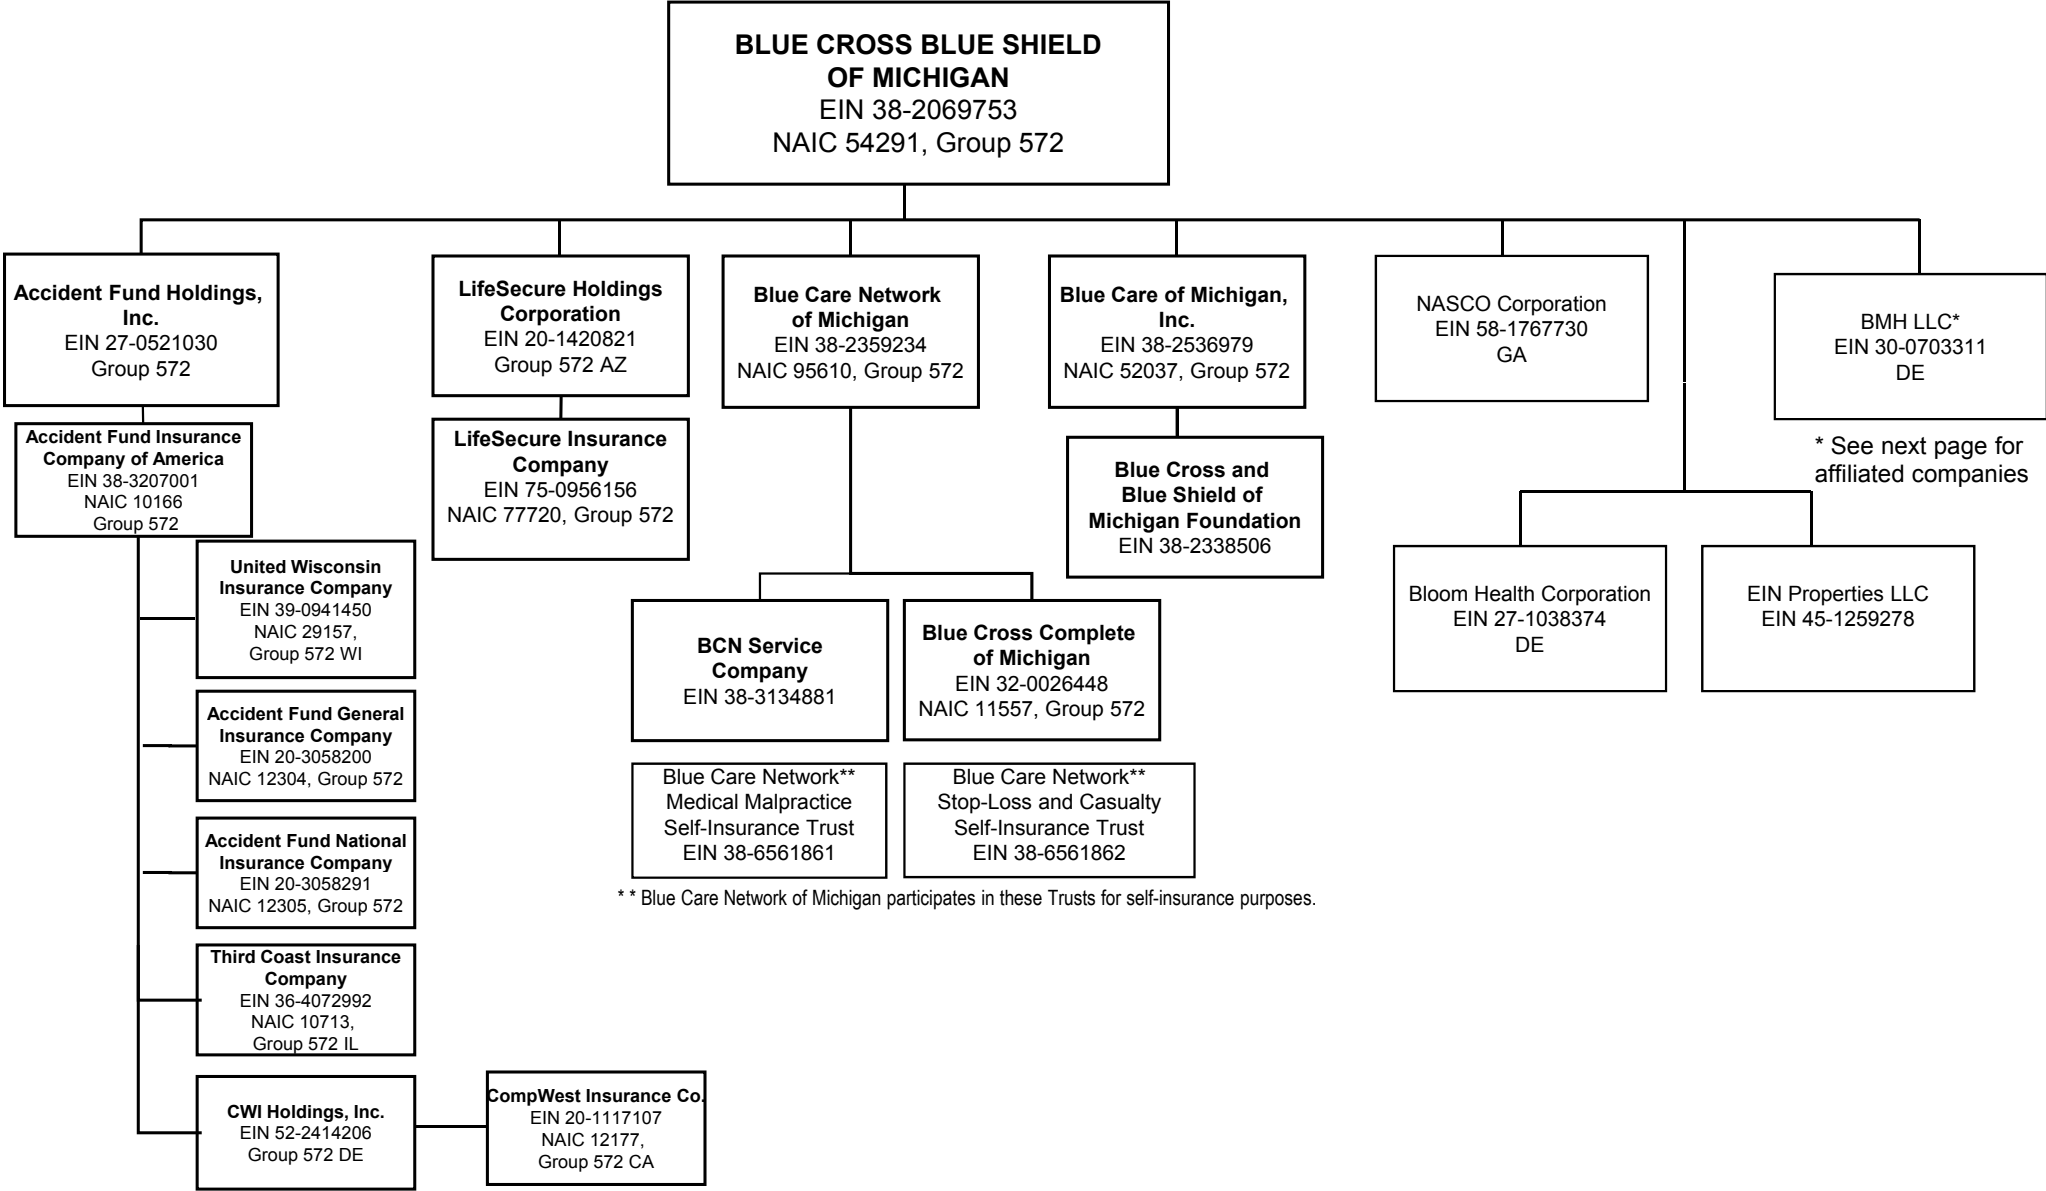 BLUE CROSS BLUE SHIELD
OF MICHIGAN
EIN 38-2069753
NAIC 54291, Group 572
Accident Fund Holdings,
Inc.
EIN 27-0521030
Group 572
LifeSecure Holdings
Corporation
EIN 20-1420821
Group 572 AZ
Blue Care Network
of Michigan
EIN 38-2359234
NAIC 95610, Group 572
Blue Care of Michigan,
Inc.
EIN 38-2536979
NAIC 52037, Group 572
NASCO Corporation
EIN 58-1767730
GA
BMH LLC*
EIN 30-0703311
DE
* See next page for
affiliated companies
Accident Fund Insurance
Company of America
EIN 38-3207001
NAIC 10166
Group 572
LifeSecure Insurance
Company
EIN 75-0956156
NAIC 77720, Group 572
Blue Cross and
Blue Shield of
Michigan Foundation
EIN 38-2338506
United Wisconsin
Insurance Company
EIN 39-0941450
NAIC 29157,
Group 572 WI
BCN Service
Company
EIN 38-3134881
Blue Cross Complete
of Michigan
EIN 32-0026448
NAIC 11557, Group 572
Bloom Health Corporation
EIN 27-1038374
DE
EIN Properties LLC
EIN 45-1259278
Accident Fund General
Insurance Company
EIN 20-3058200
NAIC 12304, Group 572
Blue Care Network**
Medical Malpractice
Self-Insurance Trust
EIN 38-6561861
Blue Care Network**
Stop-Loss and Casualty
Self-Insurance Trust
EIN 38-6561862
* * Blue Care Network of Michigan participates in these Trusts for self-insurance purposes.
Accident Fund National
Insurance Company
EIN 20-3058291
NAIC 12305, Group 572
Third Coast Insurance
Company
EIN 36-4072992
NAIC 10713,
Group 572 IL
CWI Holdings, Inc.
EIN 52-2414206
Group 572 DE
CompWest Insurance Co.
EIN 20-1117107
NAIC 12177,
Group 572 CA